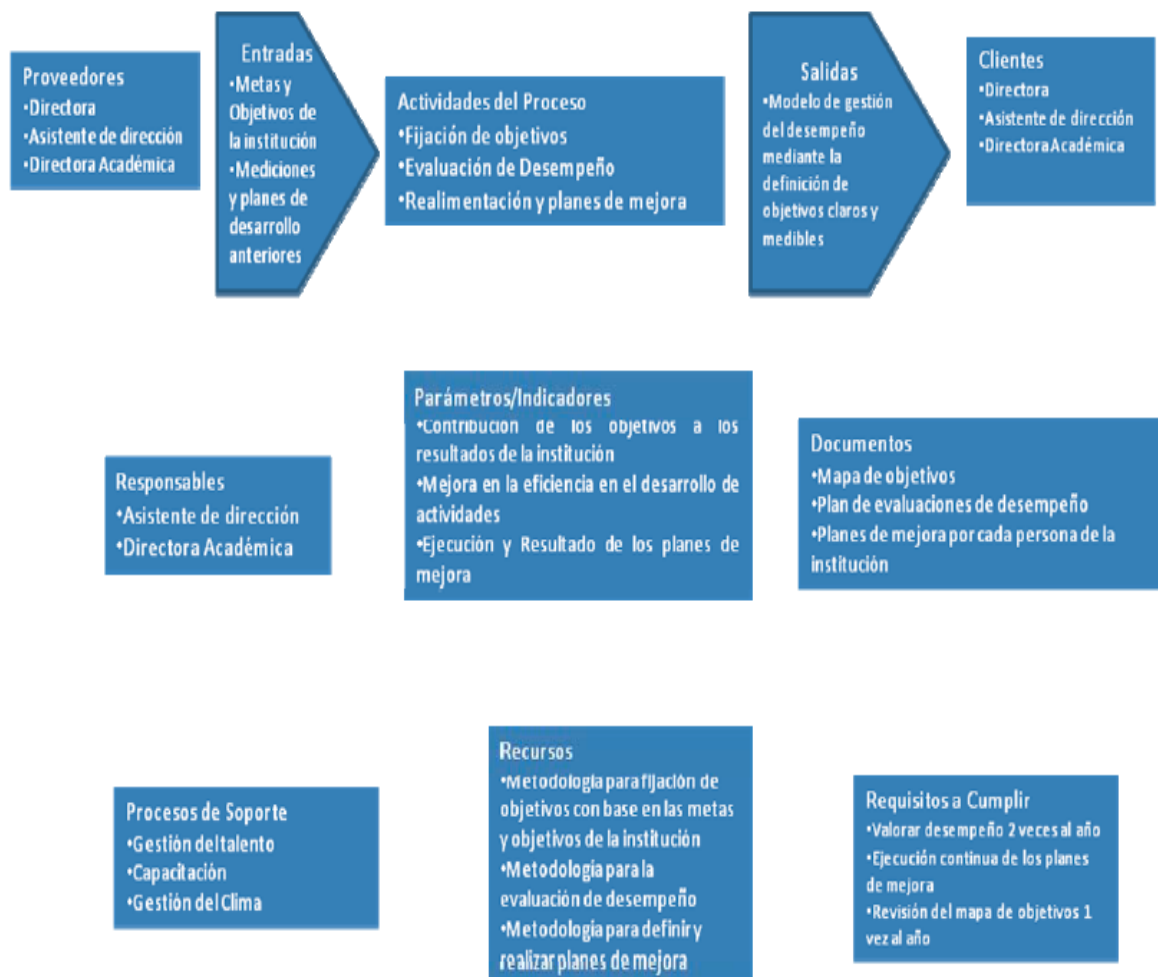 Proveedores
•Directora
•Asistente de dirección
•Directora Académica
Entradas
•Metas y
Objetivos de
la institución
•Mediciones
y planes de
desarrollo
anteriores
Actividades del Proceso
•Fijación de objetivos
•Evaluación de Desempeño
•Realimentación y planes de mejora
Salidas
•Modelo de gestión
del desempeño
mediante la
definición de
objetivos claros y
medibles
Clientes
•Directora
•Asistente de dirección
•Directora Académica
Responsables
•Asistente de dirección
•Directora Académica
Parámetros/Indicadores
•Contribución de los objetivos a los
resultados de la institución
•Mejora en la eficiencia en el desarrollo de
actividades
•Ejecución y Resultado de los planes de
mejora
Documentos
•Mapa de objetivos
•Plan de evaluaciones de desempeño
•Planes de mejora por cada persona de la
institución
Procesos de Soporte
•Gestión del talento
•Capacitación
•Gestión del Clima
Recursos
•Metodología para fijación de
objetivos con base en las metas
y objetivos de la institución
•Metodología para la
evaluación de desempeño
•Metodología para definir y
realizar planes de mejora
Requisitos a Cumplir
•Valorar desempeño 2 veces al año
•Ejecución continua de los planes
de mejora
•Revisión del mapa de objetivos 1
vez al año